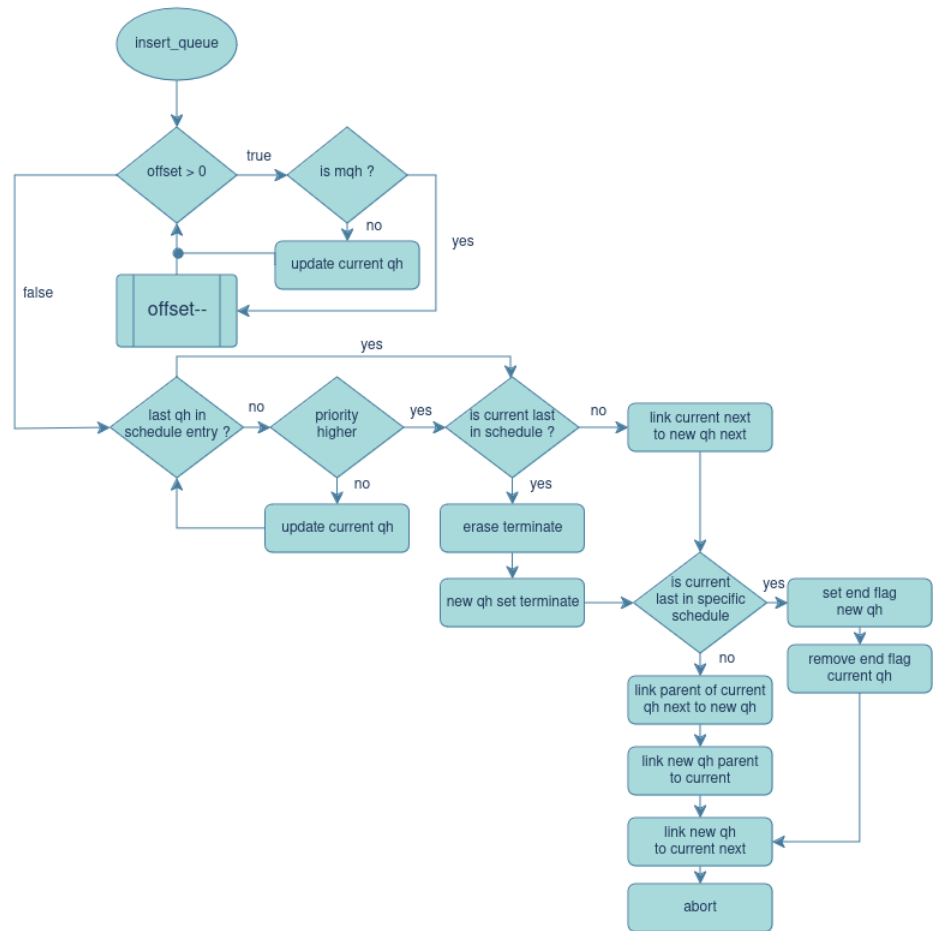 insert_queue
offset > 0
true
is mqh ?
no
yes
update current qh
false
offset--
yes
last qh in
schedule entry ?
no
priority
higher
yes
is current last
in schedule ?
no
link current next
to new qh next
no
yes
update current qh
erase terminate
new qh set terminate
is current
last in specific
schedule
yes
set end flag
new qh
no
remove end flag
current qh
link parent of current
qh next to new qh
link new qh parent
to current
link new qh
to current next
abort